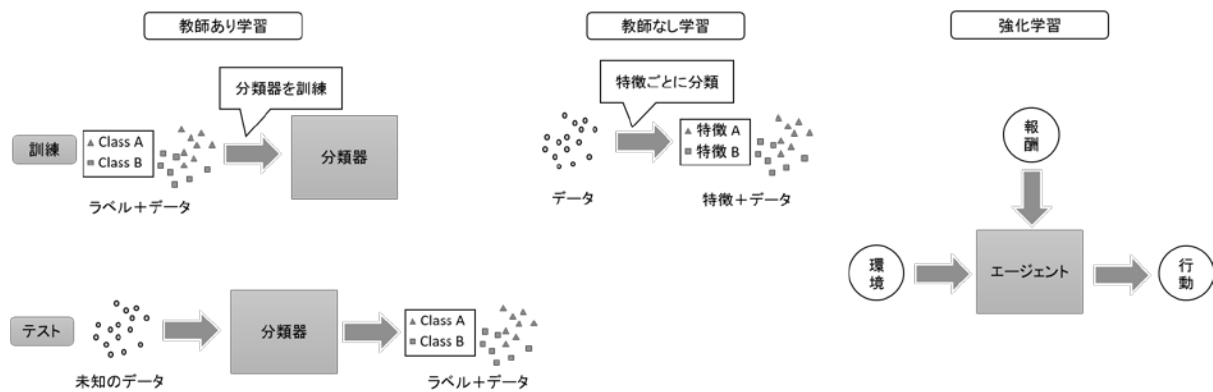 教師あり学習
分類器を訓練
訓練
Class A
Class B
分類器
ラベル+データ
テスト
未知のデータ
分類器
Class A
Class B
ラベル+データ
教師なし学習
特徴ごとに分類
データ
特徴 A
特徴 B
特徴+データ
強化学習
報酬
環境
エージェント
行動